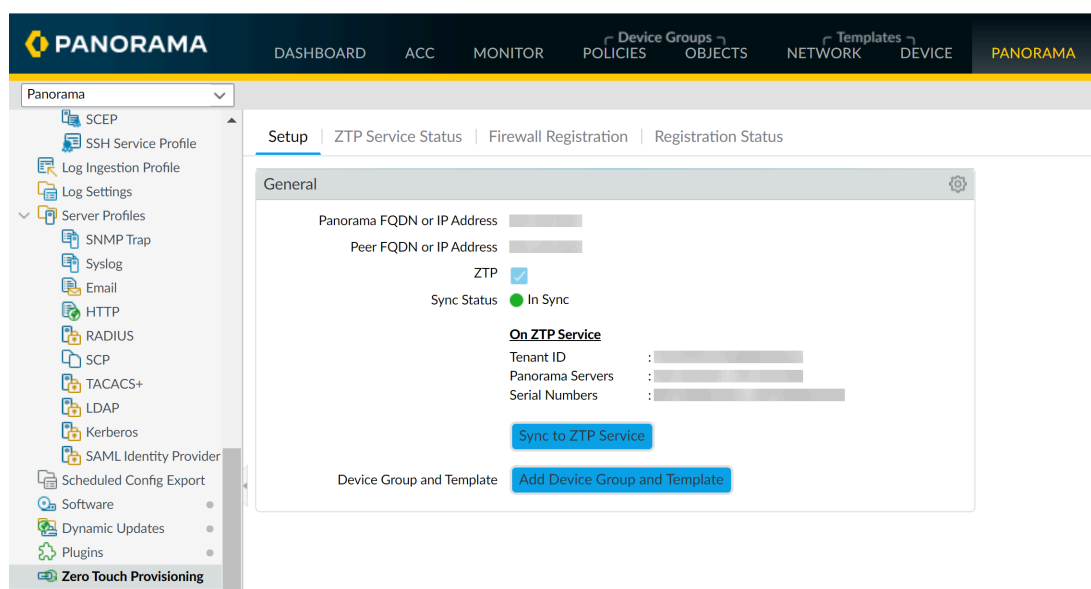 PANORAMA
Device Groups
Templates
DASHBOARD ACC MONITOR POLICIES OBJECTS NETWORK DEVICE PANORAMA
Panorama
SCEP
SSH Service Profile
Log Ingestion Profile
Log Settings
Server Profiles
SNMP Trap
Syslog
Email
HTTP
RADIUS
SCP
TACACS+
LDAP
Kerberos
SAML Identity Provider
Scheduled Config Export
Software
Dynamic Updates
Plugins
Zero Touch Provisioning
Setup ZTP Service Status Firewall Registration Registration Status
General
Panorama FQDN or IP Address
Peer FQDN or IP Address
ZTP
Sync Status In Sync
On ZTP Service
Tenant ID :
Panorama Servers :
Serial Numbers :
Sync to ZTP Service
Device Group and Template Add Device Group and Template